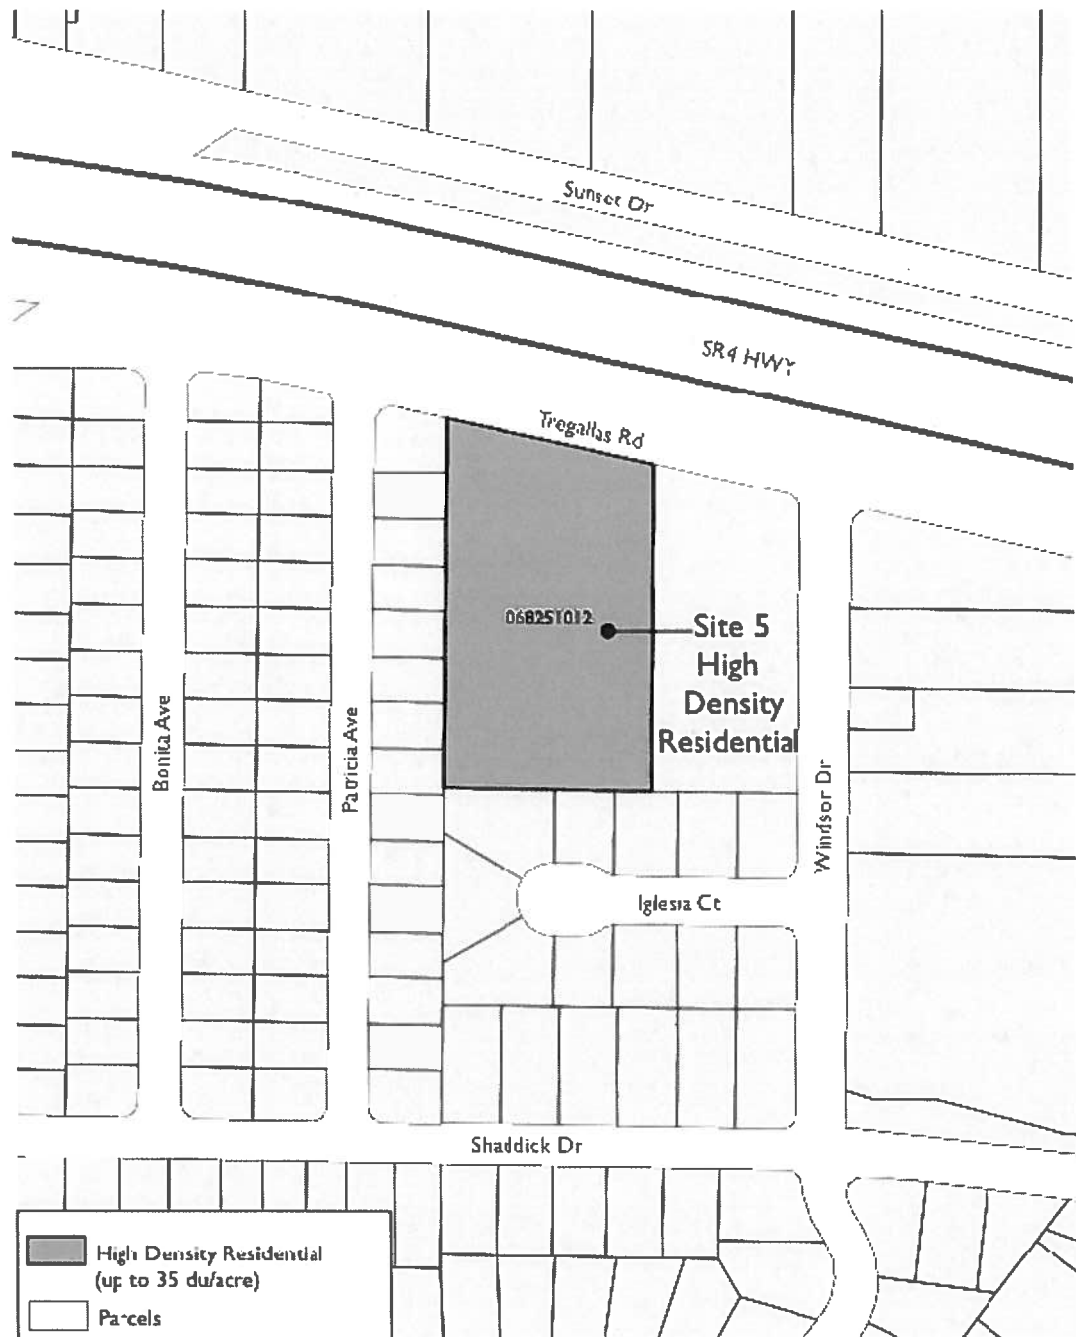 Sunset Dr
SR4 HWY
Tregallas Rd
068251012
Site 5
High
Density
Residential
Bonita Ave
Patricia Ave
Windsor Dr
Iglesia Ct
Shaddick Dr
High Density Residential
(up to 35 du/acre)
Parcels